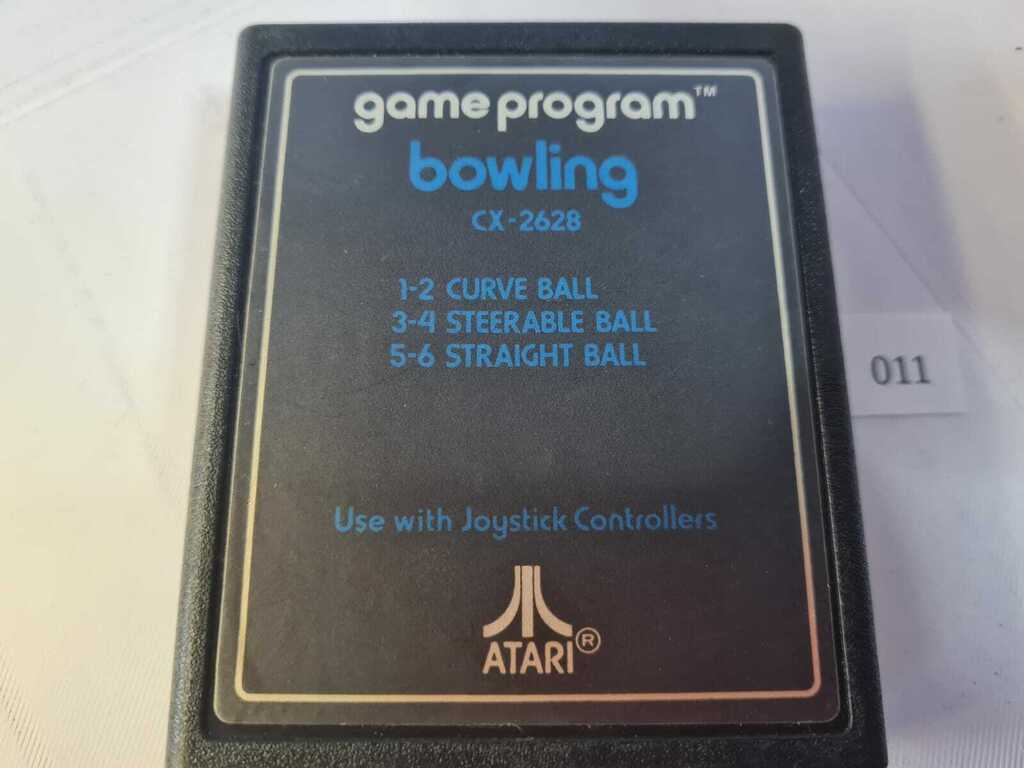 game program™
bowling
CX-2628
1-2 CURVE BALL
3-4 STEERABLE BALL
5-6 STRAIGHT BALL
011
Use with Joystick Controllers
ATARI®